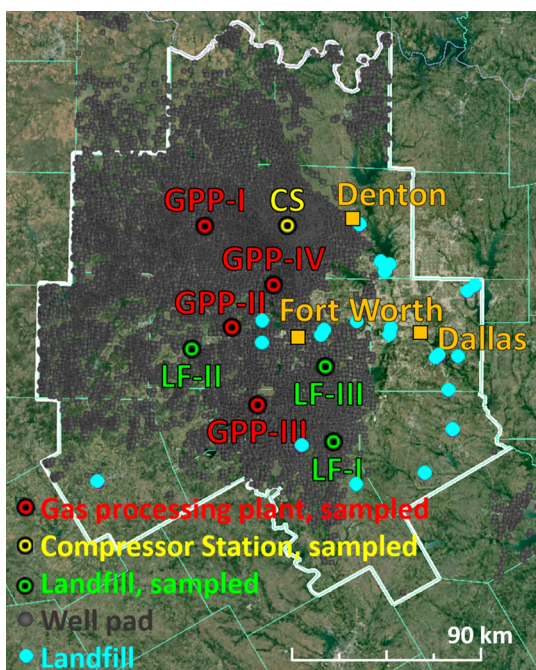 GPP-I
CS
Denton
GPP-IV
GPP-II
Fort Worth
Dallas
LF-II
LF-III
GPP-III
LF-I
Gas processing plant, sampled
Compressor Station, sampled
Landfill, sampled
Well pad
Landfill
90 km